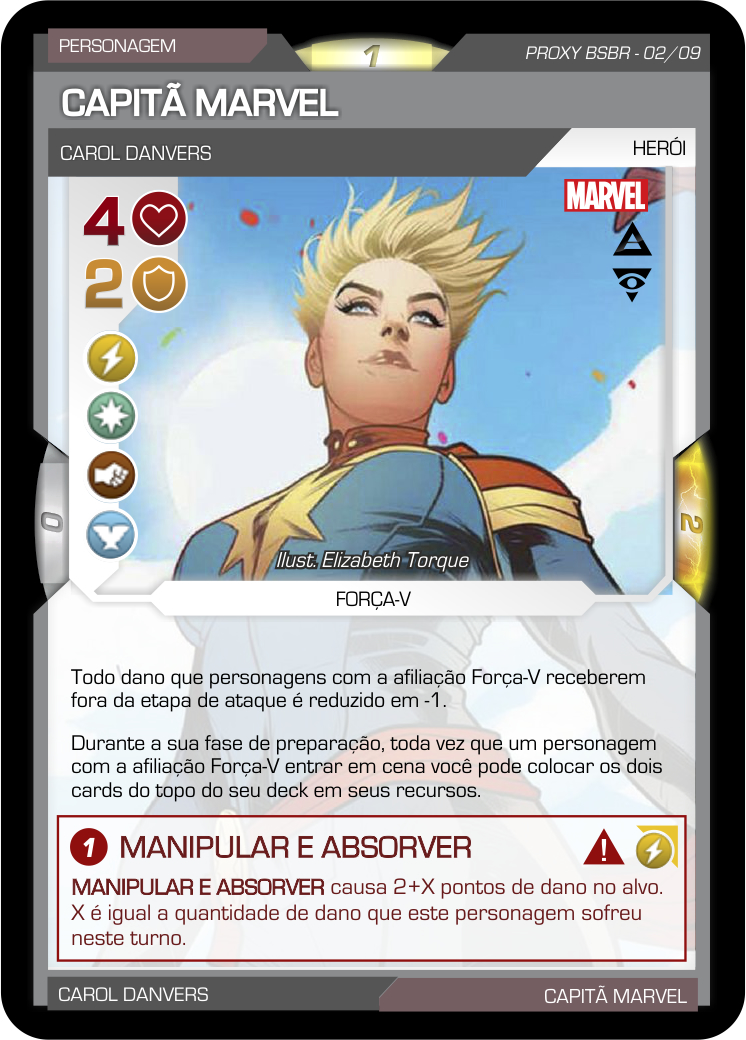 PERSONAGEM
1
PROXY BSBR - 02/09
CAPITÃ MARVEL
CAROL DANVERS
HERÓI
4
MARVEL
2
0
2
Ilust. Elizabeth Torque
FORÇA-V
Todo dano que personagens com a afiliação Força-V receberem
fora da etapa de ataque é reduzido em -1.
Durante a sua fase de preparação, toda vez que um personagem
com a afiliação Força-V entrar em cena você pode colocar os dois
cards do topo do seu deck em seus recursos.
1 MANIPULAR E ABSORVER
MANIPULAR E ABSORVER causa 2+X pontos de dano no alvo.
X é igual a quantidade de dano que este personagem sofreu
neste turno.
CAROL DANVERS
CAPITÃ MARVEL